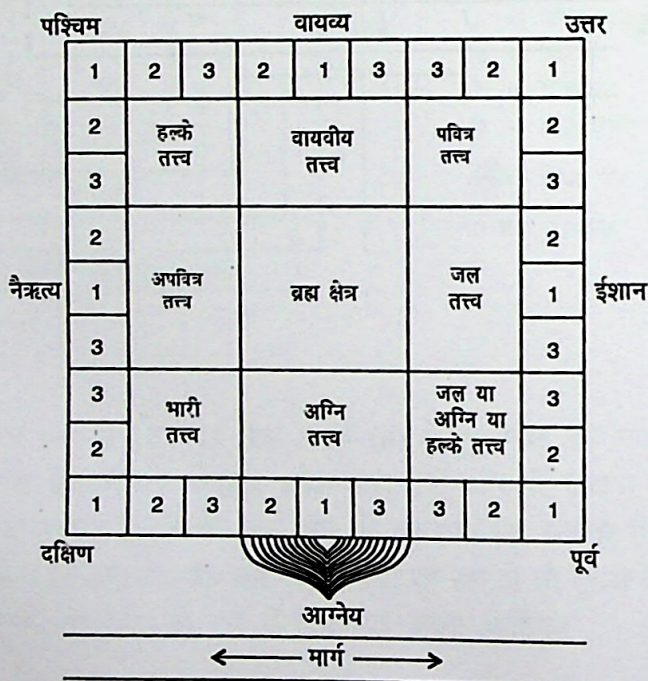 पश्चिम वायव्य उत्तर
1 2 3 2 1 3 3 2 1
2 हल्के वायवीय पवित्र 2
तत्त्व तत्त्व तत्त्व
3 3
2 2
नैऋत्य 1 अपवित्र ब्रह्म क्षेत्र जल 1 ईशान
तत्त्व तत्त्व
3 3
3 भारी अग्नि जल या 3
तत्त्व तत्त्व अग्नि या
2 हल्के तत्त्व 2
1 2 3 2 1 3 3 2 1
दक्षिण पूर्व
आग्नेय
मार्ग